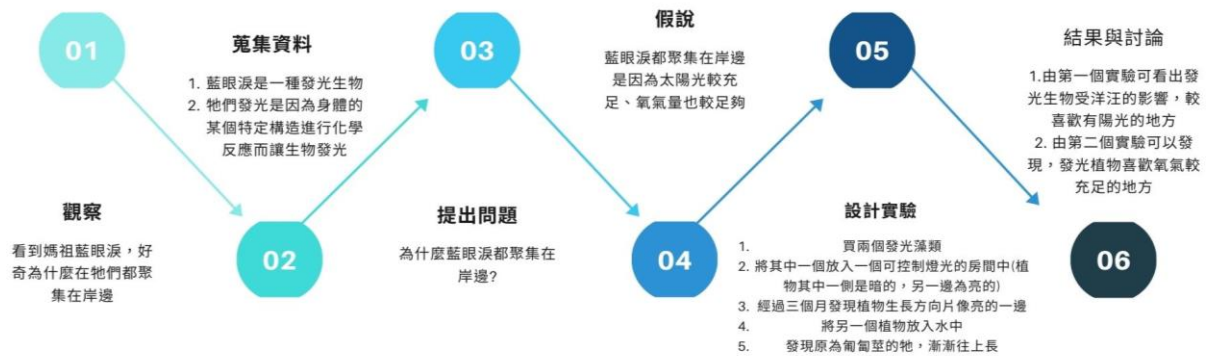 01
觀察
看到媽祖藍眼淚，好
奇為什麼在牠們都聚
集在岸邊
蒐集資料
1. 藍眼淚是一種發光生物
2. 牠們發光是因為身體的
某個特定構造進行化學
反應而讓生物發光
02
03
提出問題
為什麼藍眼淚都聚集在
岸邊?
假說
藍眼淚都聚集在岸邊
是因為太陽光較充
足、氧氣量也較足夠
04
05
設計實驗
1. 買兩個發光藻類
2. 將其中一個放入一個可控制燈光的房間中(植
物其中一側是暗的，另一邊為亮的)
3. 經過三個月發現植物生長方向片像亮的一邊
4. 將另一個植物放入水中
5. 發現原為匍匐莖的牠，漸漸往上長
結果與討論
1.由第一個實驗可看出發
光生物受洋汪的影響，較
喜歡有陽光的地方
2. 由第二個實驗可以發
現，發光植物喜歡氧氣較
充足的地方
06